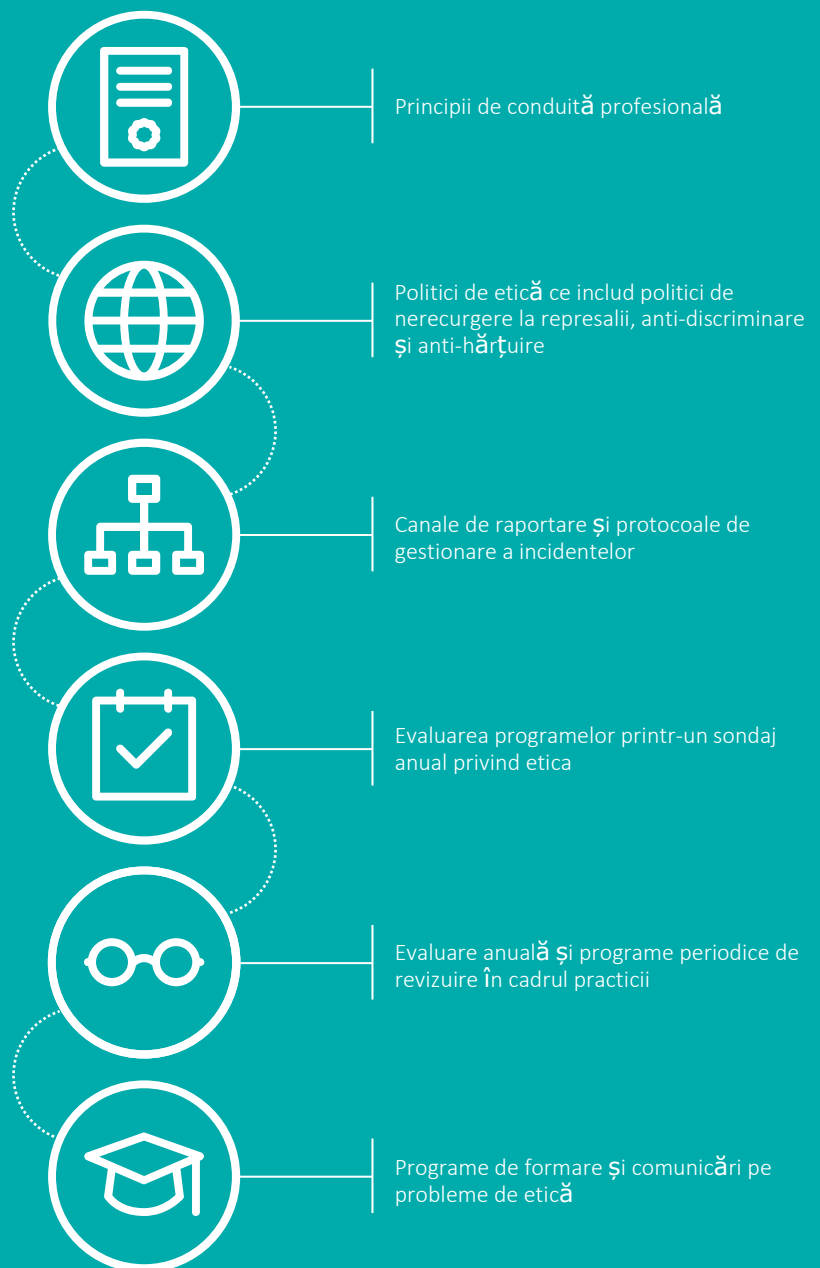 Principii de conduită profesională
Politici de etică ce includ politici de
nerecurgere la represalii, anti-discriminare
și anti-hărțuire
Canale de raportare și protocoale de
gestionare a incidentelor
Evaluarea programelor printr-un sondaj
anual privind etica
Evaluare anuală și programe periodice de
revizuire în cadrul practicii
Programe de formare și comunicări pe
probleme de etică